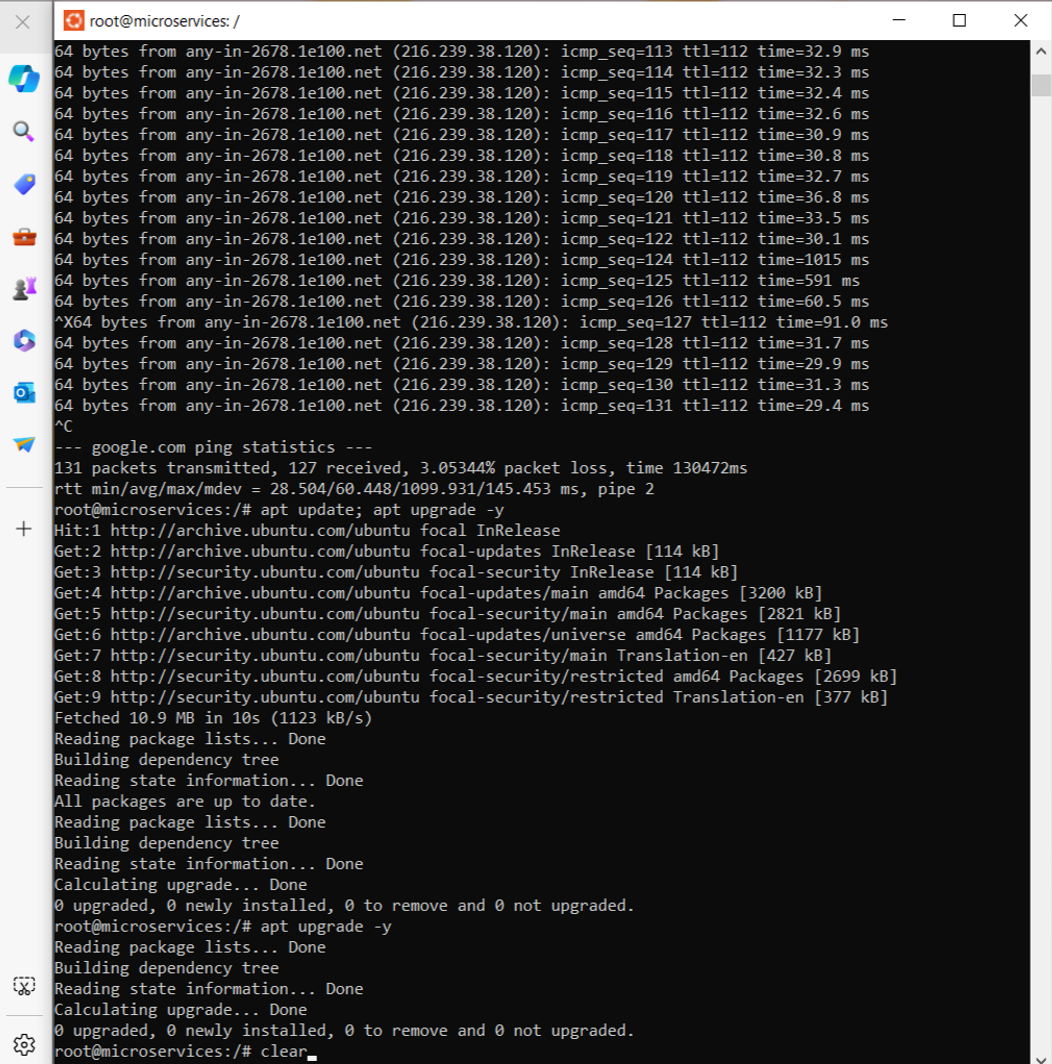 root@microservices: /
64 bytes from any-in-2678.1e100.net (216.239.38.120): icmp_seq=113 ttl=112 time=32.9 ms
64 bytes from any-in-2678.1e100.net (216.239.38.120): icmp_seq=114 ttl=112 time=32.3 ms
64 bytes from any-in-2678.1e100.net (216.239.38.120): icmp_seq=115 ttl=112 time=32.4 ms
64 bytes from any-in-2678.1e100.net (216.239.38.120): icmp_seq=116 ttl=112 time=32.6 ms
64 bytes from any-in-2678.1e100.net (216.239.38.120): icmp_seq=117 ttl=112 time=30.9 ms
64 bytes from any-in-2678.1e100.net (216.239.38.120): icmp_seq=118 ttl=112 time=30.8 ms
64 bytes from any-in-2678.1e100.net (216.239.38.120): icmp_seq=119 ttl=112 time=32.7 ms
64 bytes from any-in-2678.1e100.net (216.239.38.120): icmp_seq=120 ttl=112 time=36.8 ms
64 bytes from any-in-2678.1e100.net (216.239.38.120): icmp_seq=121 ttl=112 time=33.5 ms
64 bytes from any-in-2678.1e100.net (216.239.38.120): icmp_seq=122 ttl=112 time=30.1 ms
64 bytes from any-in-2678.1e100.net (216.239.38.120): icmp_seq=124 ttl=112 time=1015 ms
64 bytes from any-in-2678.1e100.net (216.239.38.120): icmp_seq=125 ttl=112 time=591 ms
64 bytes from any-in-2678.1e100.net (216.239.38.120): icmp_seq=126 ttl=112 time=60.5 ms
^X64 bytes from any-in-2678.1e100.net (216.239.38.120): icmp_seq=127 ttl=112 time=91.0 ms
64 bytes from any-in-2678.1e100.net (216.239.38.120): icmp_seq=128 ttl=112 time=31.7 ms
64 bytes from any-in-2678.1e100.net (216.239.38.120): icmp_seq=129 ttl=112 time=29.9 ms
64 bytes from any-in-2678.1e100.net (216.239.38.120): icmp_seq=130 ttl=112 time=31.3 ms
64 bytes from any-in-2678.1e100.net (216.239.38.120): icmp_seq=131 ttl=112 time=29.4 ms
^C
--- google.com ping statistics ---
131 packets transmitted, 127 received, 3.05344% packet loss, time 130472ms
rtt min/avg/max/mdev = 28.504/60.448/1099.931/145.453 ms, pipe 2
root@microservices:/# apt update; apt upgrade -y
Hit:1 http://archive.ubuntu.com/ubuntu focal InRelease
Get:2 http://archive.ubuntu.com/ubuntu focal-updates InRelease [114 kB]
Get:3 http://security.ubuntu.com/ubuntu focal-security InRelease [114 kB]
Get:4 http://archive.ubuntu.com/ubuntu focal-updates/main amd64 Packages [3200 kB]
Get:5 http://security.ubuntu.com/ubuntu focal-security/main amd64 Packages [2821 kB]
Get:6 http://archive.ubuntu.com/ubuntu focal-updates/universe amd64 Packages [1177 kB]
Get:7 http://security.ubuntu.com/ubuntu focal-security/main Translation-en [427 kB]
Get:8 http://security.ubuntu.com/ubuntu focal-security/restricted amd64 Packages [2699 kB]
Get:9 http://security.ubuntu.com/ubuntu focal-security/restricted Translation-en [377 kB]
Fetched 10.9 MB in 10s (1123 kB/s)
Reading package lists... Done
Building dependency tree
Reading state information... Done
All packages are up to date.
Reading package lists... Done
Building dependency tree
Reading state information... Done
Calculating upgrade... Done
0 upgraded, 0 newly installed, 0 to remove and 0 not upgraded.
root@microservices:/# apt upgrade -y
Reading package lists... Done
Building dependency tree
Reading state information... Done
Calculating upgrade... Done
0 upgraded, 0 newly installed, 0 to remove and 0 not upgraded.
root@microservices:/# clear